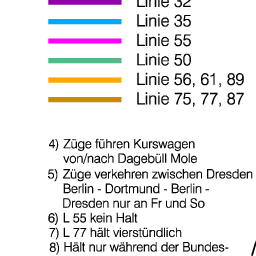 Linie 32
Linie 35
Linie 55
Linie 50
Linie 56, 61, 89
Linie 75, 77, 87
4) Züge führen Kurswagen
von/nach Dagebüll Mole
5) Züge verkehren zwischen Dresden
Berlin - Dortmund - Berlin -
Dresden nur an Fr und So
6) L 55 kein Halt
7) L 77 hält vierstündlich
8) Hält nur während der Bundes-